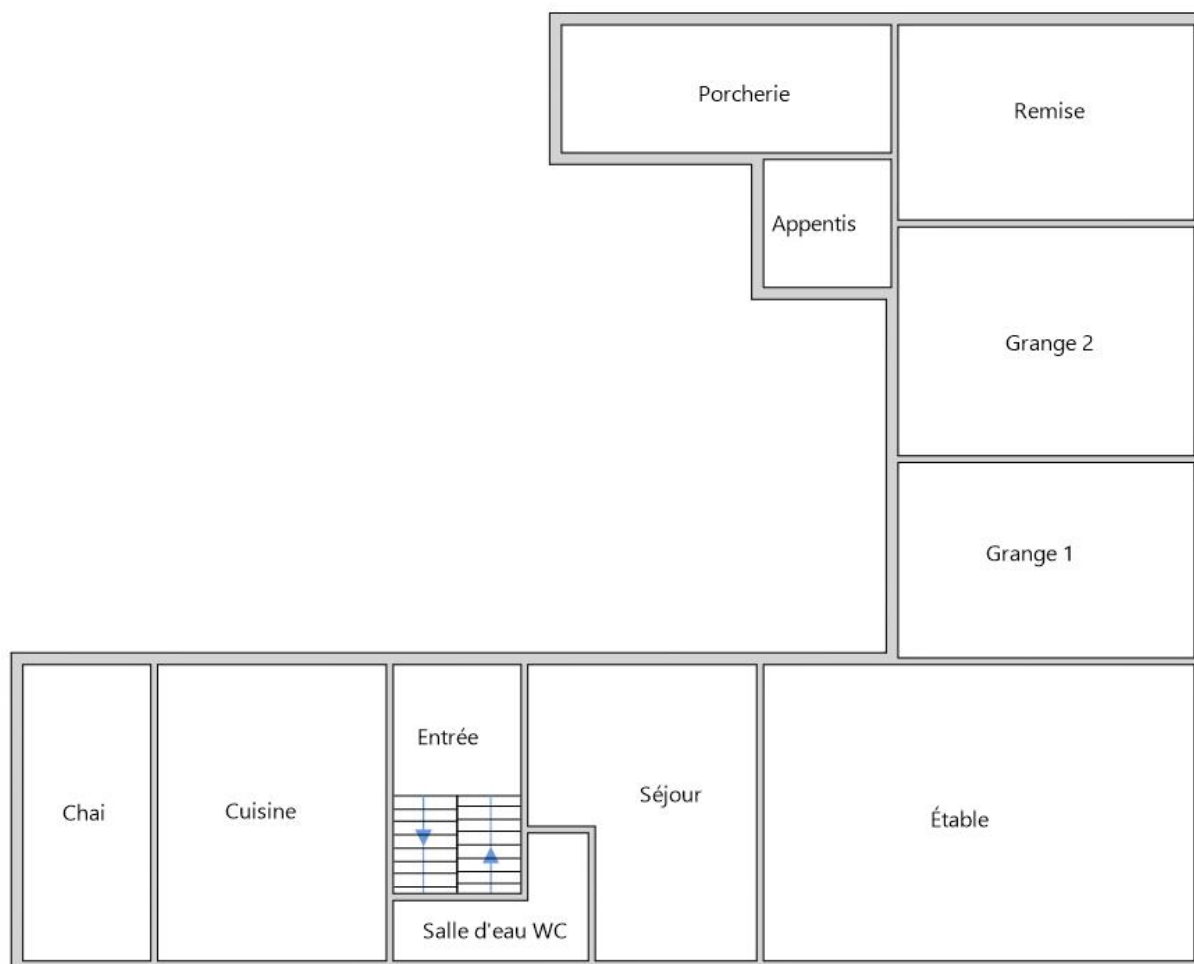 Porcherie
Remise
Appentis
Grange 2
Grange 1
Entrée
Séjour
Chai
Cuisine
Étable
Salle d'eau WC